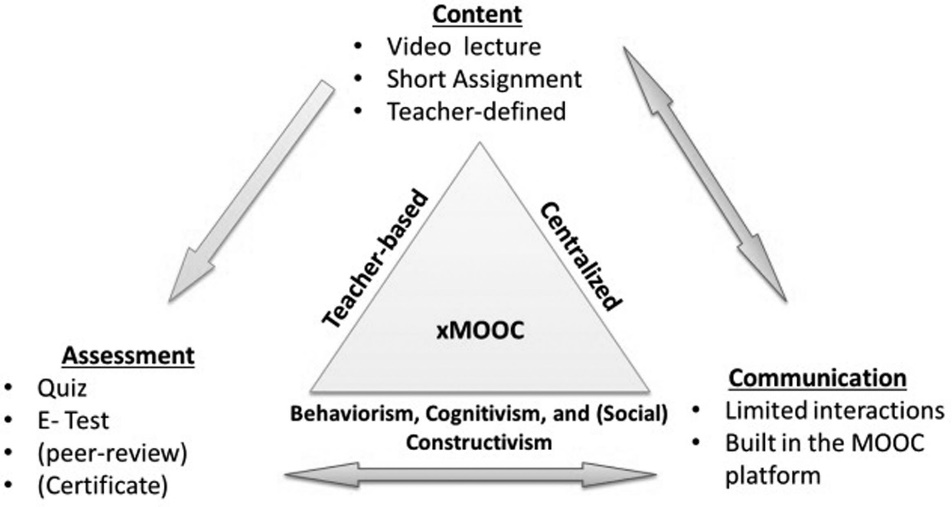 Content
• Video lecture
• Short Assignment
• Teacher-defined
Teacher-based
Centralized
xMOOC
Assessment
• Quiz
• E- Test
• (peer-review)
• (Certificate)
Behaviorism, Cognitivism, and (Social)
Constructivism
Communication
• Limited interactions
• Built in the MOOC
platform